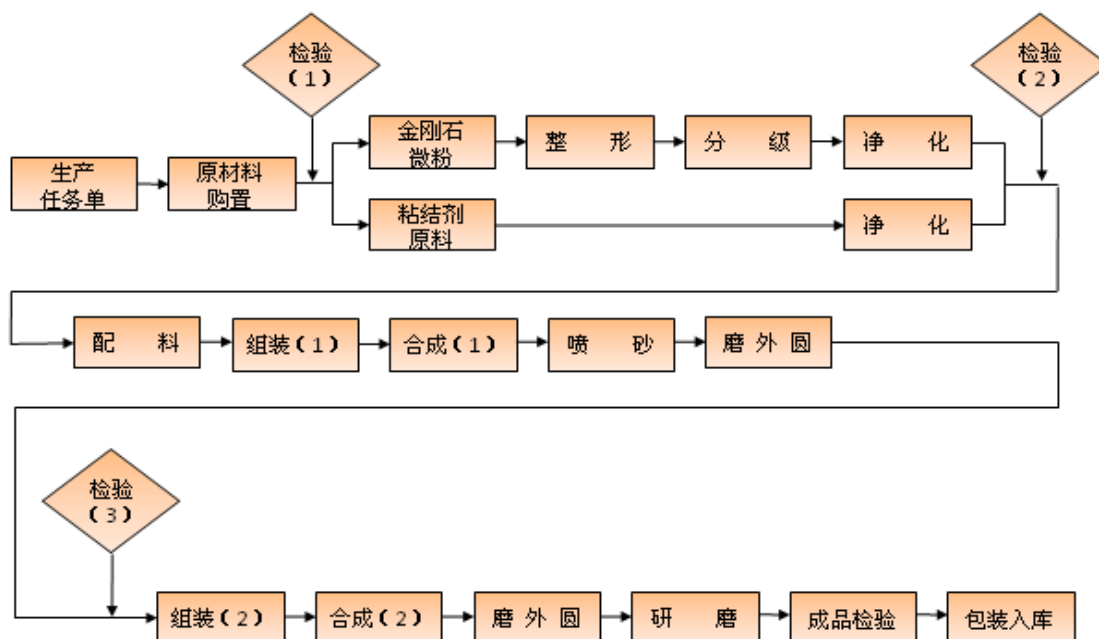 检验
（1）
检验
（2）
金刚石
微粉
整 形
分 级
净 化
生产
任务单
原材料
购置
粘结剂
原料
净 化
配 料
组装（1）
合成（1）
喷 砂
磨 外 圆
检验
（3）
组装（2）
合成（2）
磨 外 圆
研 磨
成品检验
包装入库